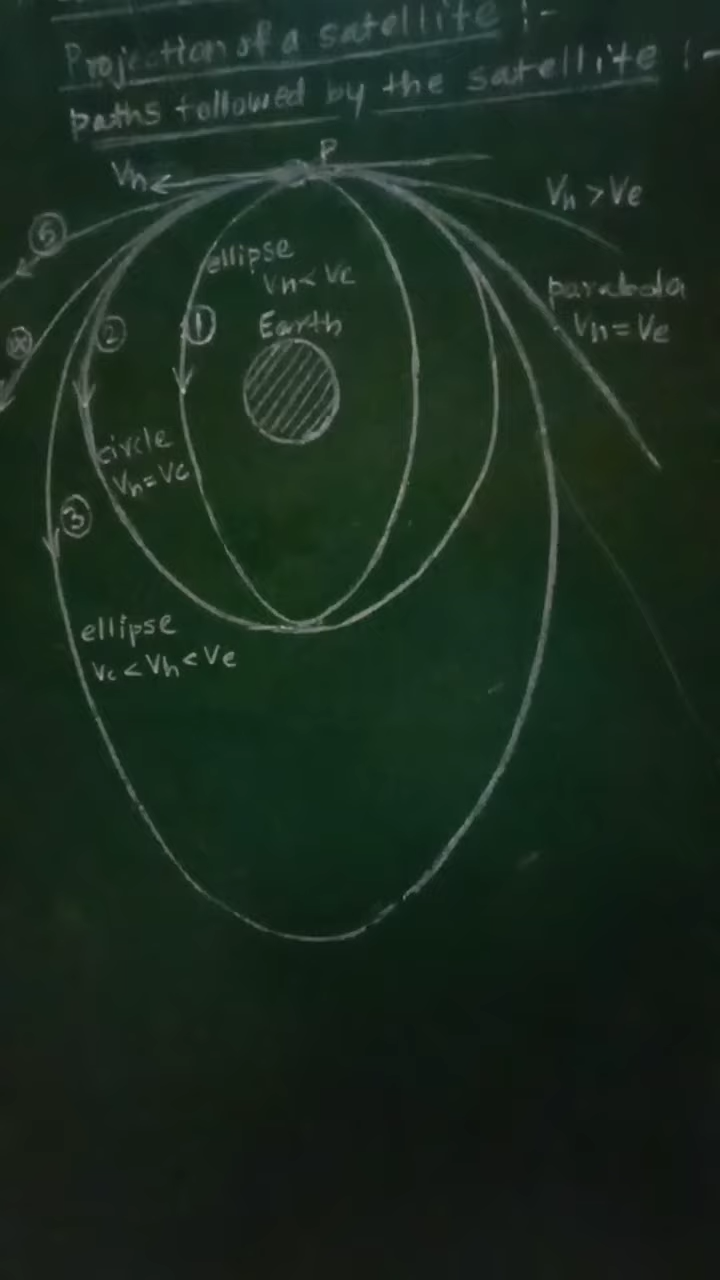 Projection of a satellite :-
paths followed by the satellite :-
P
Vh
Vh > Ve
5
ellipse
Vh < Vc
parabola
Vh = Ve
Earth
2
1
circle
Vh = Vc
3
ellipse
Vc < Vh < Ve